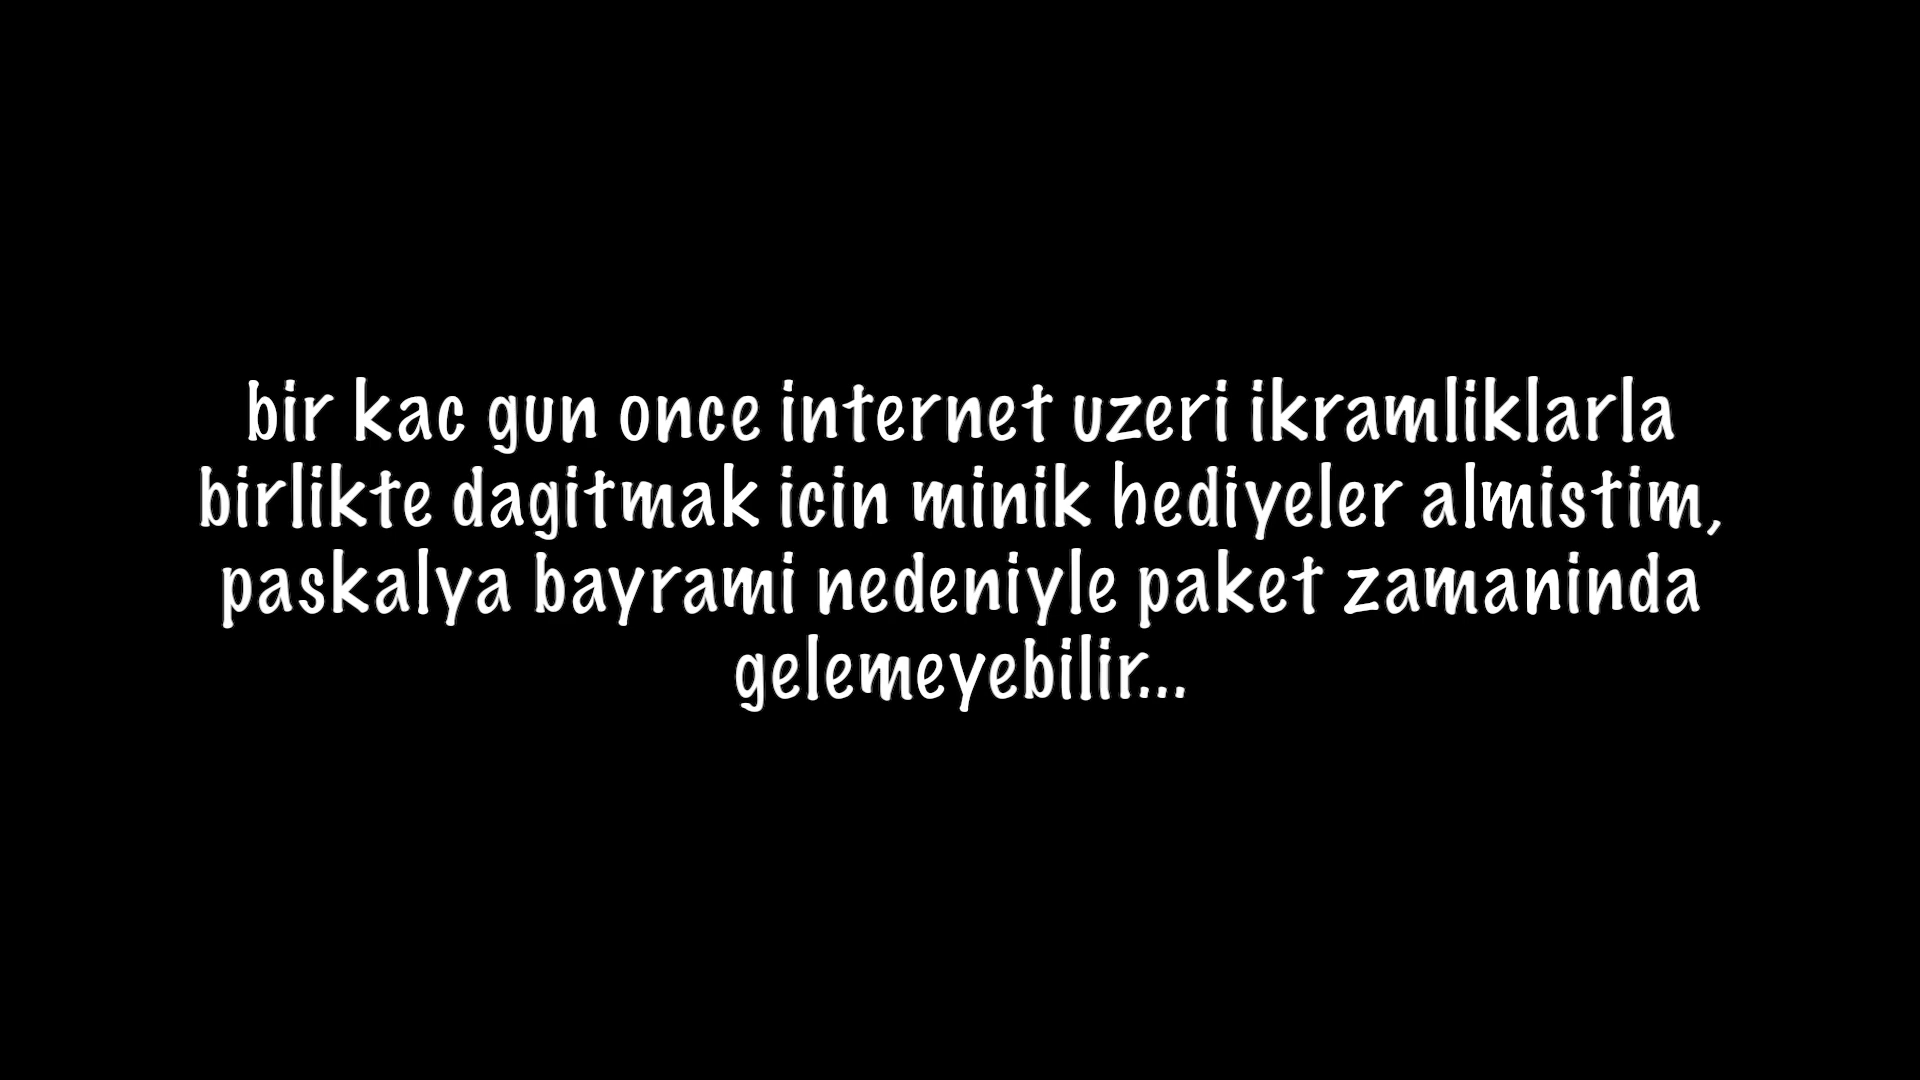 bir kac gun once internet uzeri ikramliklarla
birlikte dagitmak icin minik hediyeler almistim,
paskalya bayrami nedeniyle paket zamaninda
gelemeyebilir...